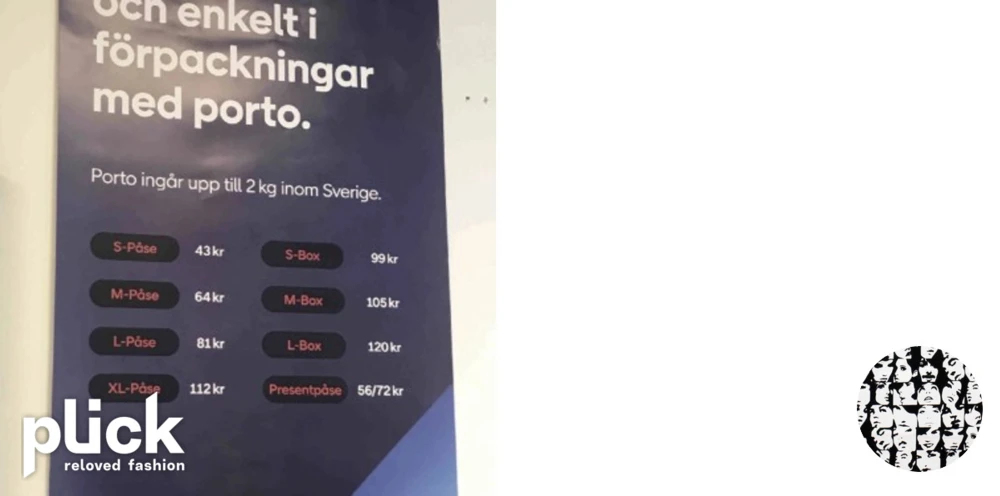 och enkelt i
förpackningar
med porto.
Porto ingår upp till 2 kg inom Sverige.
S-Påse 43 kr S-Box 99 kr
M-Påse 64 kr M-Box 105 kr
L-Påse 81 kr L-Box 120 kr
XL-Påse 112 kr Presentpåse 56/72 kr
plick
reloved fashion